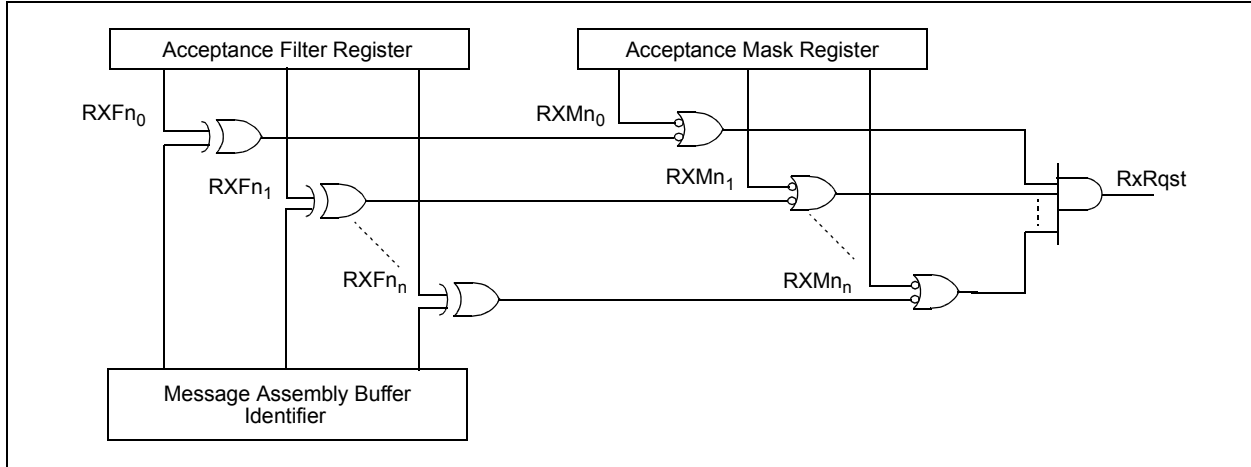 Acceptance Filter Register
Acceptance Mask Register
RXFn₀
RXMn₀
RXFn₁
RXMn₁
RxRqst
RXFnₙ
RXMnₙ
Message Assembly Buffer
Identifier